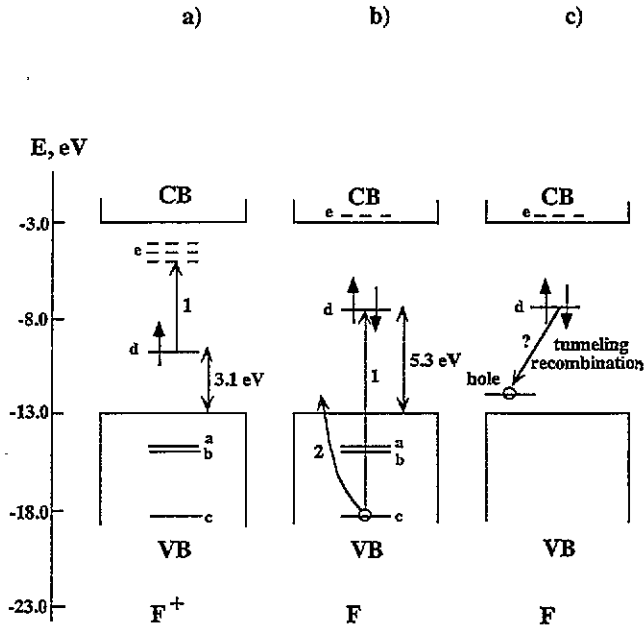 a) b) c)
E, eV
CB CB CB
-3.0
e e e
1
-8.0
d d d
3.1 eV
1
5.3 eV
?
tunneling
recombination
hole
-13.0
a a
b b
2
-18.0
c c
VB VB VB
-23.0
F+ F F